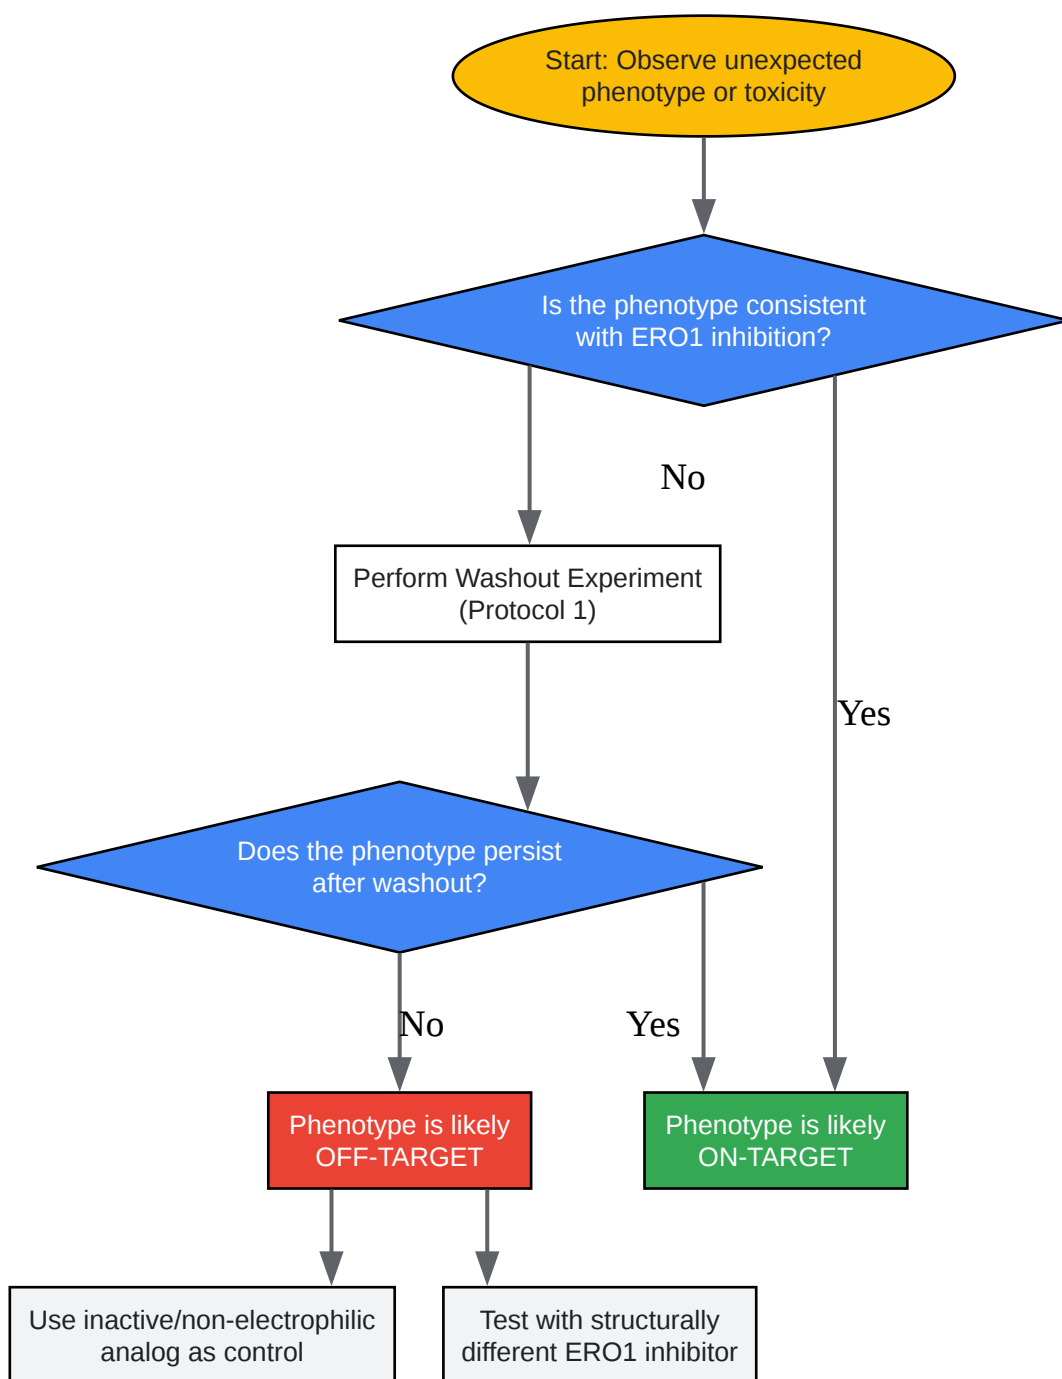 Start: Observe unexpected
phenotype or toxicity
Is the phenotype consistent
with ERO1 inhibition?
No
Perform Washout Experiment
(Protocol 1)
Yes
Does the phenotype persist
after washout?
No
Yes
Phenotype is likely
OFF-TARGET
Phenotype is likely
ON-TARGET
Use inactive/non-electrophilic
analog as control
Test with structurally
different ERO1 inhibitor